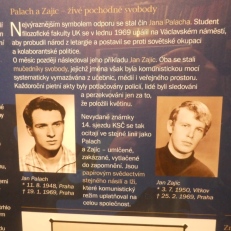 Palach a Zajíc – živé pochodně svobody
Nejvýraznějším symbolem odporu se stal čin Jana Palacha. Student
filozofické fakulty UK se v lednu 1969 upálil na Václavském náměstí,
aby probudil národ z letargie a postavil se proti sovětské okupaci
a kolaborantské politice.
O měsíc později následoval jeho příkladu Jan Zajíc. Oba se stali
mučedníky svobody, jejichž jména však byla komunistickou mocí
systematicky vymazávána z učebnic, médií i veřejného prostoru.
Každoroční pietní akty byly potlačovány policií, lidé byli sledováni
a perzekvováni jen za to,
že položili květinu.
Nezapomínáme
14. sjezdu KSČ se tak
ocitají ve stejné linii jako
Palach
a Zajíc – umlčené,
zakázané, vytlačené
do zapomnění. Jsou
papírovým svědectvím
stejného násilí a
které komunistický
režim uplatňoval na
celou společnost.
Jan Palach
* 11. 8. 1948, Praha
† 19. 1. 1969, Praha
Jan Zajíc
* 3. 7. 1950, Vítkov
† 25. 2. 1969, Praha